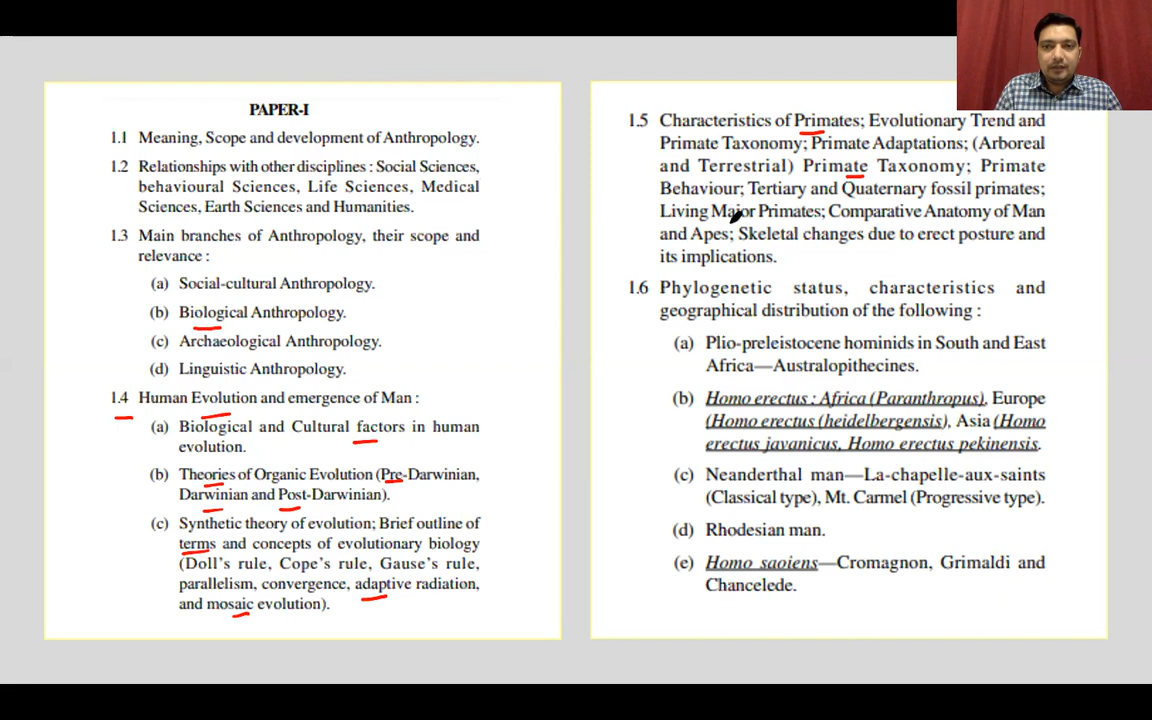 PAPER-I
1.1 Meaning, Scope and development of Anthropology.
1.2 Relationships with other disciplines : Social Sciences,
behavioural Sciences, Life Sciences, Medical
Sciences, Earth Sciences and Humanities.
1.3 Main branches of Anthropology, their scope and
relevance :
(a) Social-cultural Anthropology.
(b) Biological Anthropology.
(c) Archaeological Anthropology.
(d) Linguistic Anthropology.
1.4 Human Evolution and emergence of Man :
(a) Biological and Cultural factors in human
evolution.
(b) Theories of Organic Evolution (Pre-Darwinian,
Darwinian and Post-Darwinian).
(c) Synthetic theory of evolution; Brief outline of
terms and concepts of evolutionary biology
(Doll's rule, Cope's rule, Gause's rule,
parallelism, convergence, adaptive radiation,
and mosaic evolution).
1.5 Characteristics of Primates; Evolutionary Trend and
Primate Taxonomy; Primate Adaptations; (Arboreal
and Terrestrial) Primate Taxonomy; Primate
Behaviour; Tertiary and Quaternary fossil primates;
Living Major Primates; Comparative Anatomy of Man
and Apes; Skeletal changes due to erect posture and
its implications.
1.6 Phylogenetic status, characteristics and
geographical distribution of the following :
(a) Plio-preleistocene hominids in South and East
Africa—Australopithecines.
(b) Homo erectus : Africa (Paranthropus), Europe
(Homo erectus (heidelbergensis), Asia (Homo
erectus javanicus, Homo erectus pekinensis.
(c) Neanderthal man—La-chapelle-aux-saints
(Classical type), Mt. Carmel (Progressive type).
(d) Rhodesian man.
(e) Homo saoiens—Cromagnon, Grimaldi and
Chancelede.